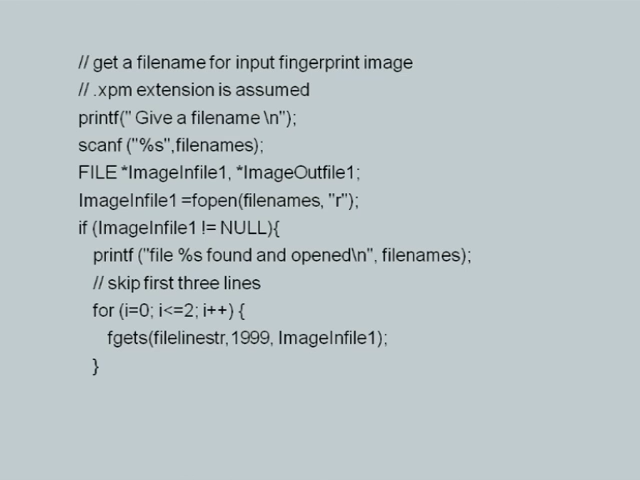 // get a filename for input fingerprint image
// .xpm extension is assumed
printf(" Give a filename \n");
scanf ("%s",filenames);
FILE *ImageInfile1, *ImageOutfile1;
ImageInfile1 =fopen(filenames, "r");
if (ImageInfile1 != NULL){
printf ("file %s found and opened\n", filenames);
// skip first three lines
for (i=0; i<=2; i++) {
fgets(filelinestr,1999, ImageInfile1);
}